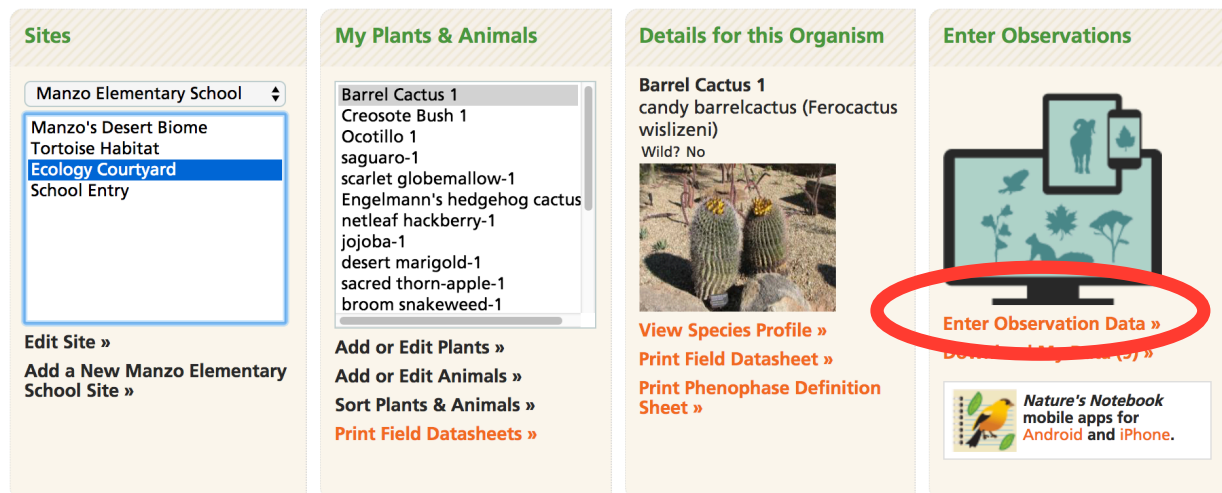 Sites
Manzo Elementary School
Manzo's Desert Biome
Tortoise Habitat
Ecology Courtyard
School Entry
Edit Site »
Add a New Manzo Elementary
School Site »
My Plants & Animals
Barrel Cactus 1
Creosote Bush 1
Ocotillo 1
saguaro-1
scarlet globemallow-1
Engelmann's hedgehog cactus
netleaf hackberry-1
jojoba-1
desert marigold-1
sacred thorn-apple-1
broom snakeweed-1
Add or Edit Plants »
Add or Edit Animals »
Sort Plants & Animals »
Print Field Datasheets »
Details for this Organism
Barrel Cactus 1
candy barrelcactus (Ferocactus
wislizeni)
Wild? No
View Species Profile »
Print Field Datasheet »
Print Phenophase Definition
Sheet »
Enter Observations
Enter Observation Data »
Download My Data »
Nature's Notebook
mobile apps for
Android and iPhone.